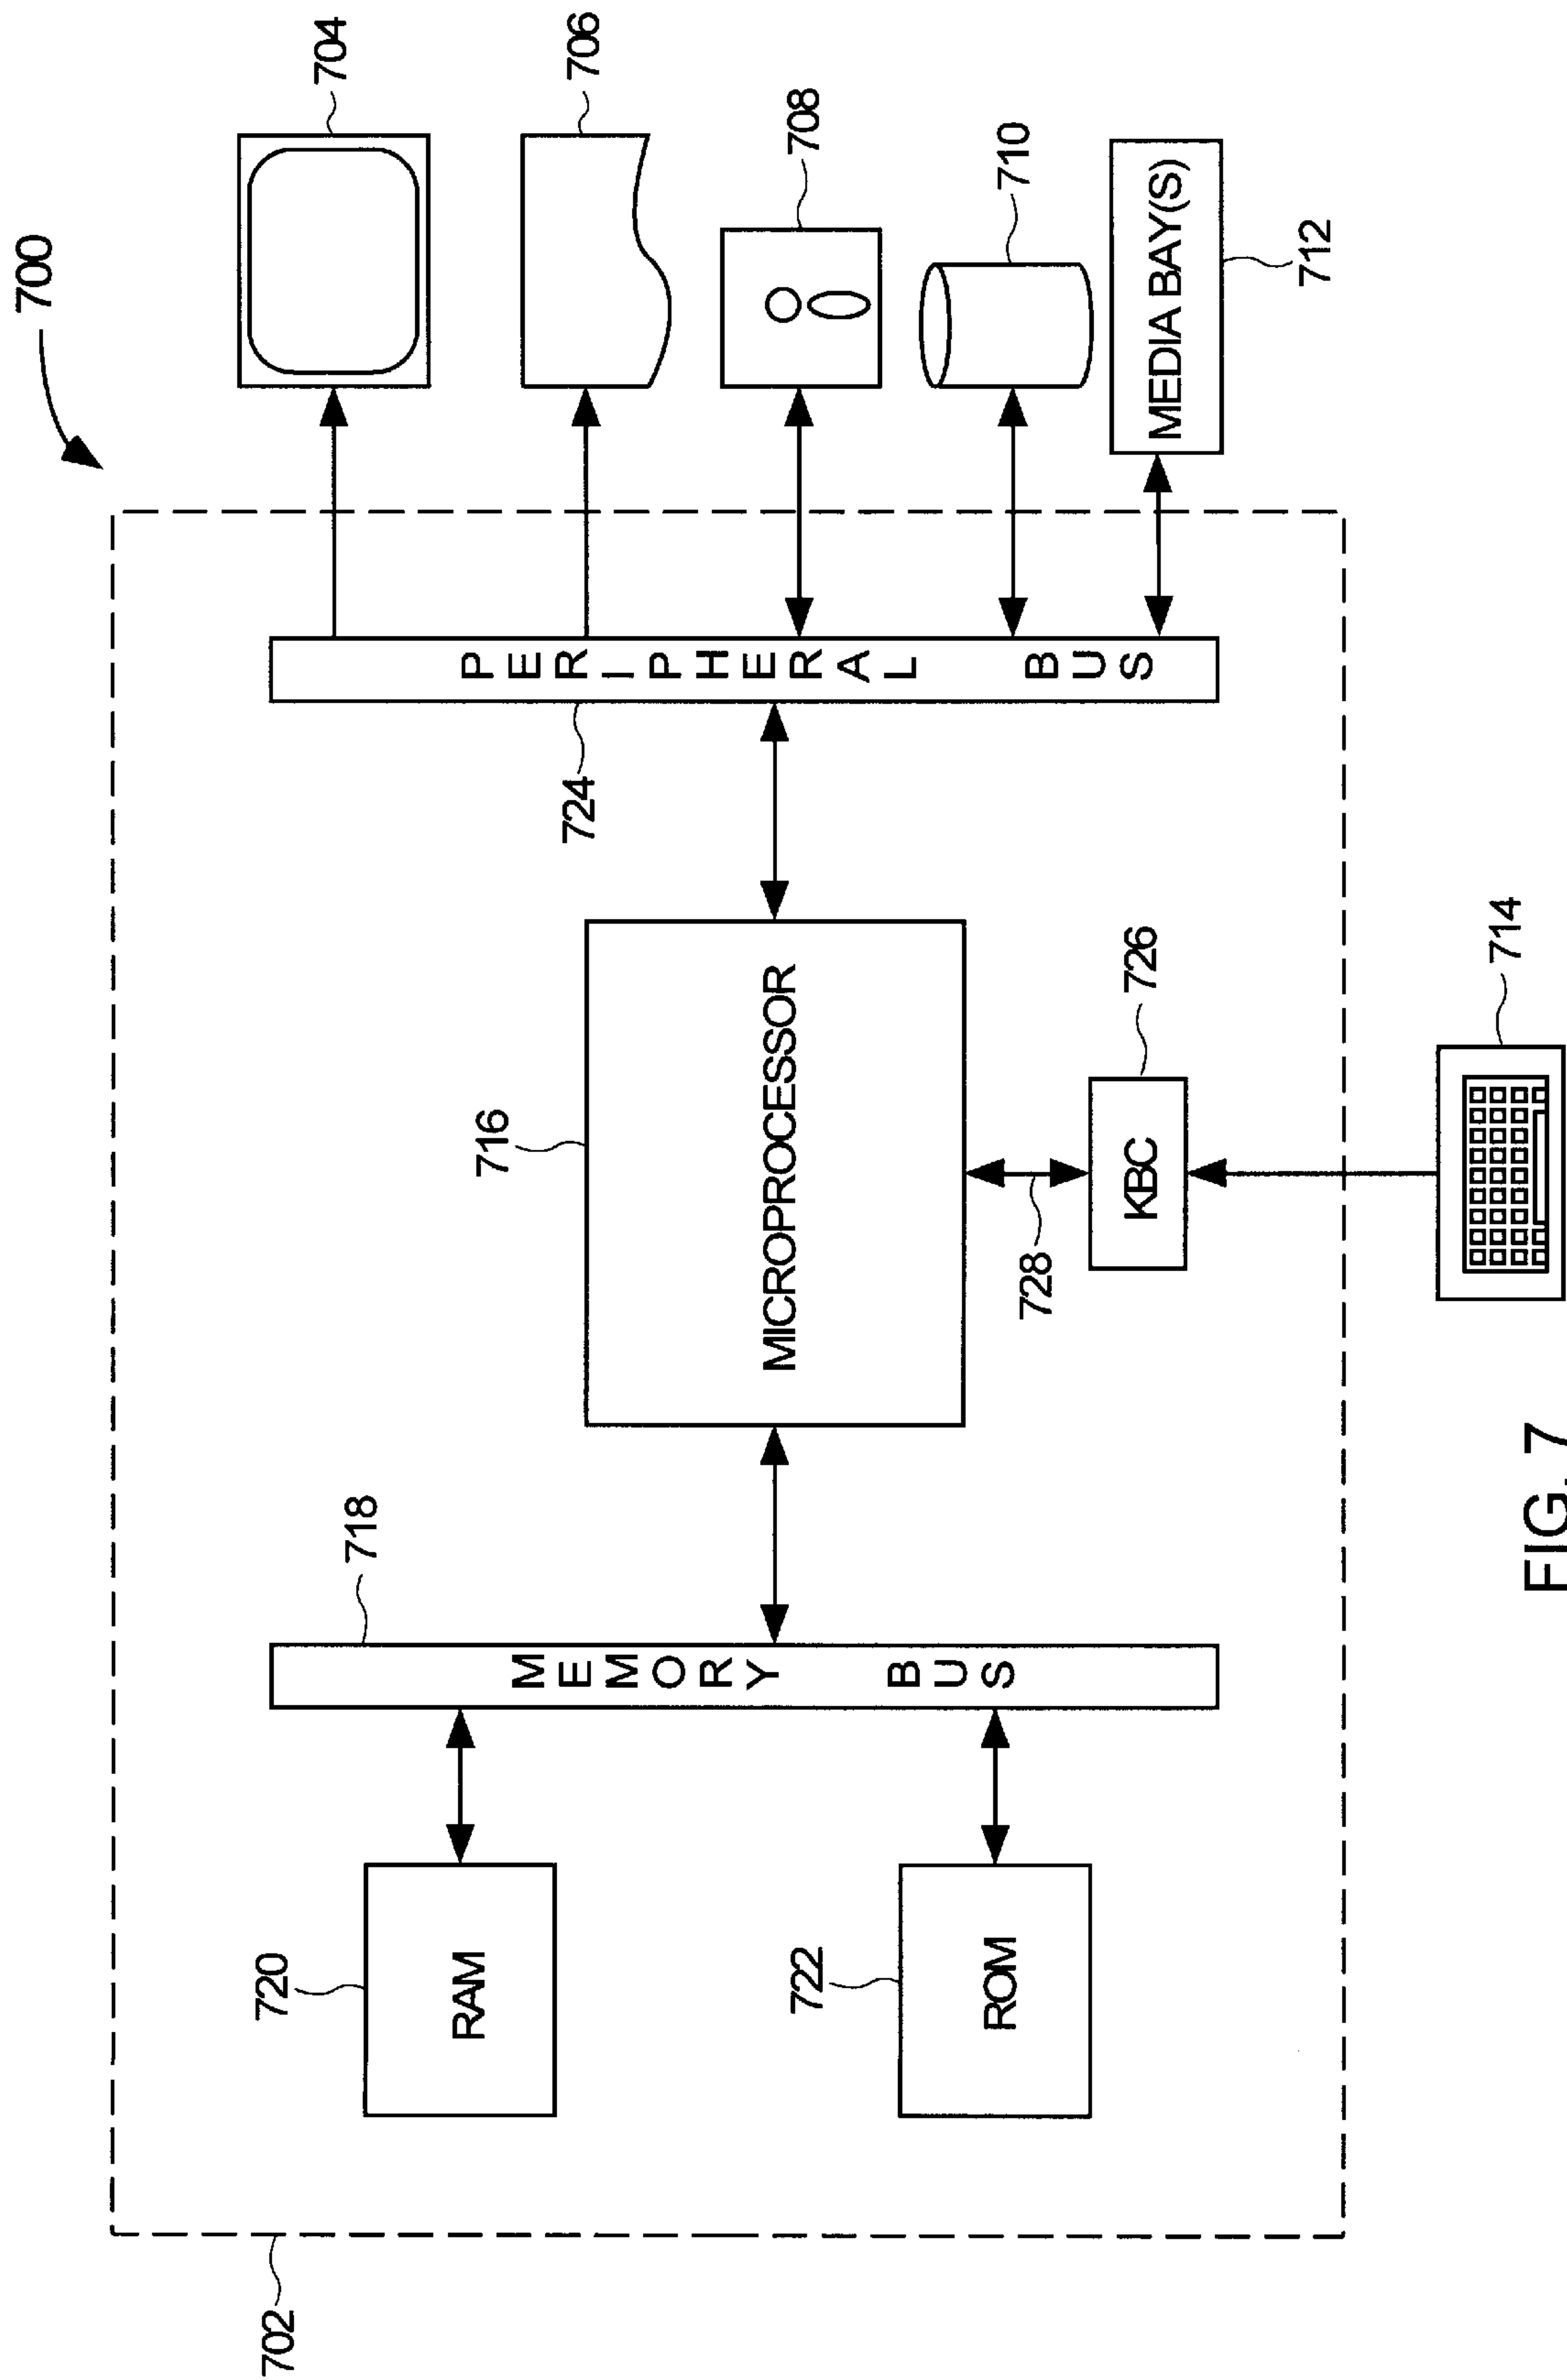 700
704
706
708
710
MEDIA BAY(S)
712
PERIPHERAL BUS
724
MICROPROCESSOR
716
726
KBC
728
714
718
MEMORY BUS
720
RAM
722
ROM
702
FIG. 7